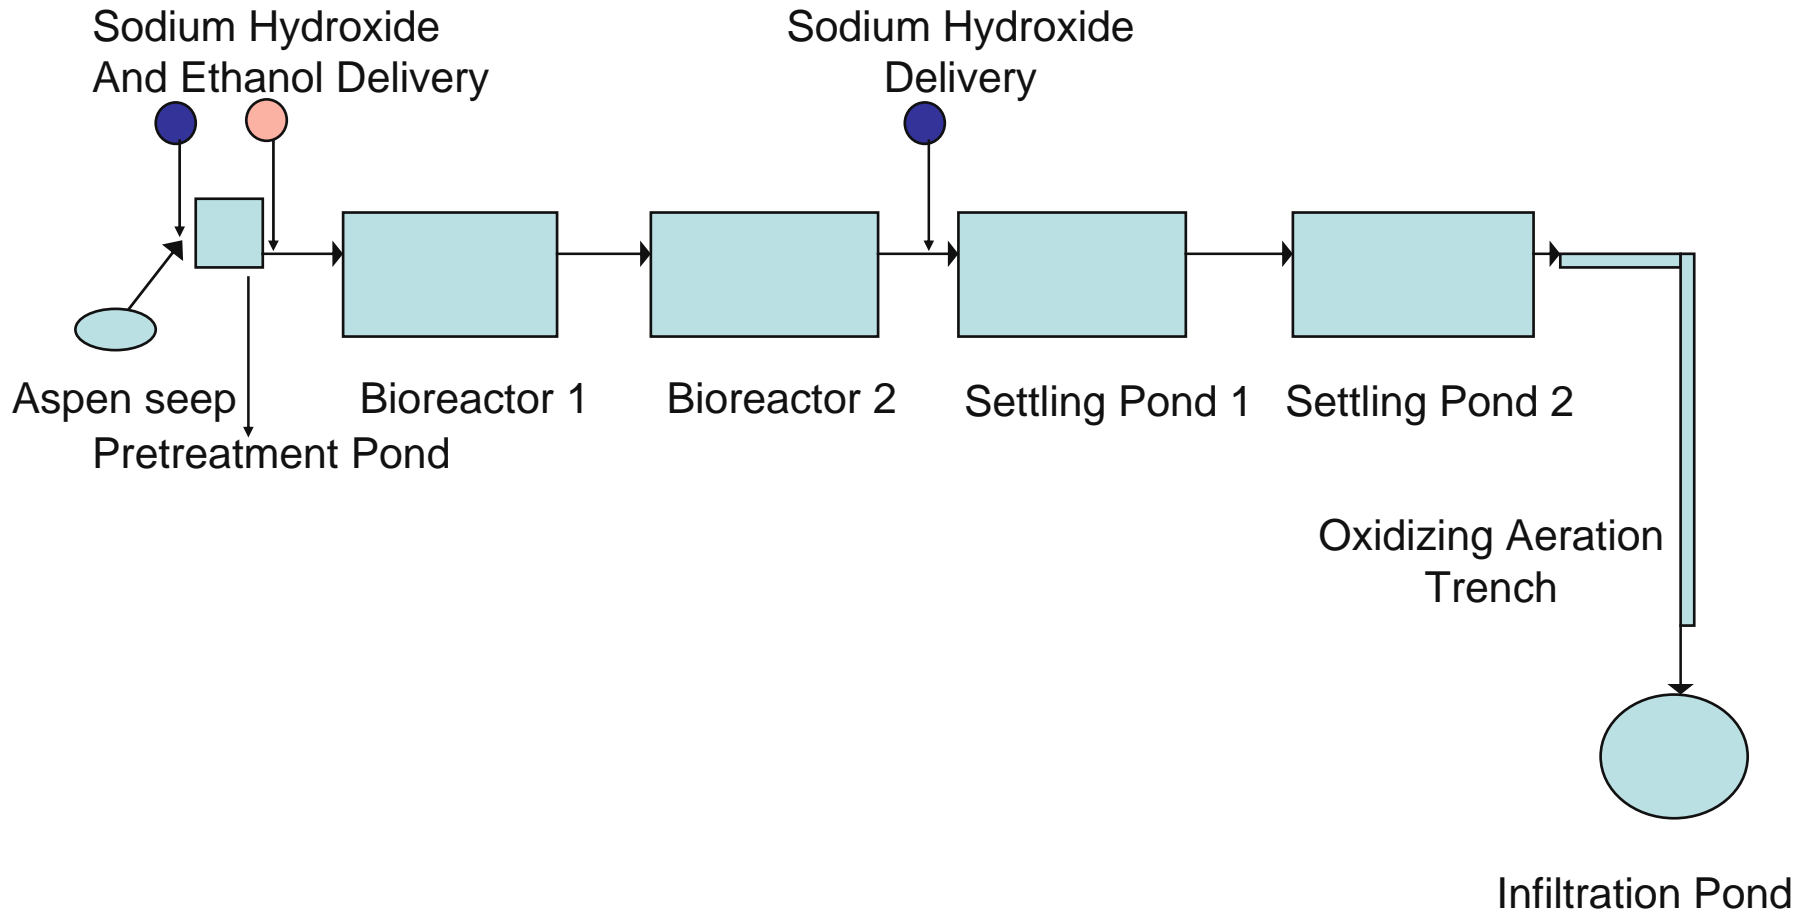 Sodium Hydroxide
And Ethanol Delivery
Sodium Hydroxide
Delivery
Aspen seep
Pretreatment Pond
Bioreactor 1
Bioreactor 2
Settling Pond 1
Settling Pond 2
Oxidizing Aeration
Trench
Infiltration Pond